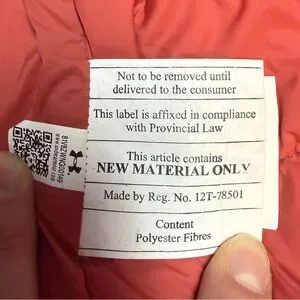 Not to be removed until
delivered to the consumer
This label is affixed in compliance
with Provincial Law
This article contains
NEW MATERIAL ONLY
Made by Reg. No. 12T-78501
Content
Polyester Fibres